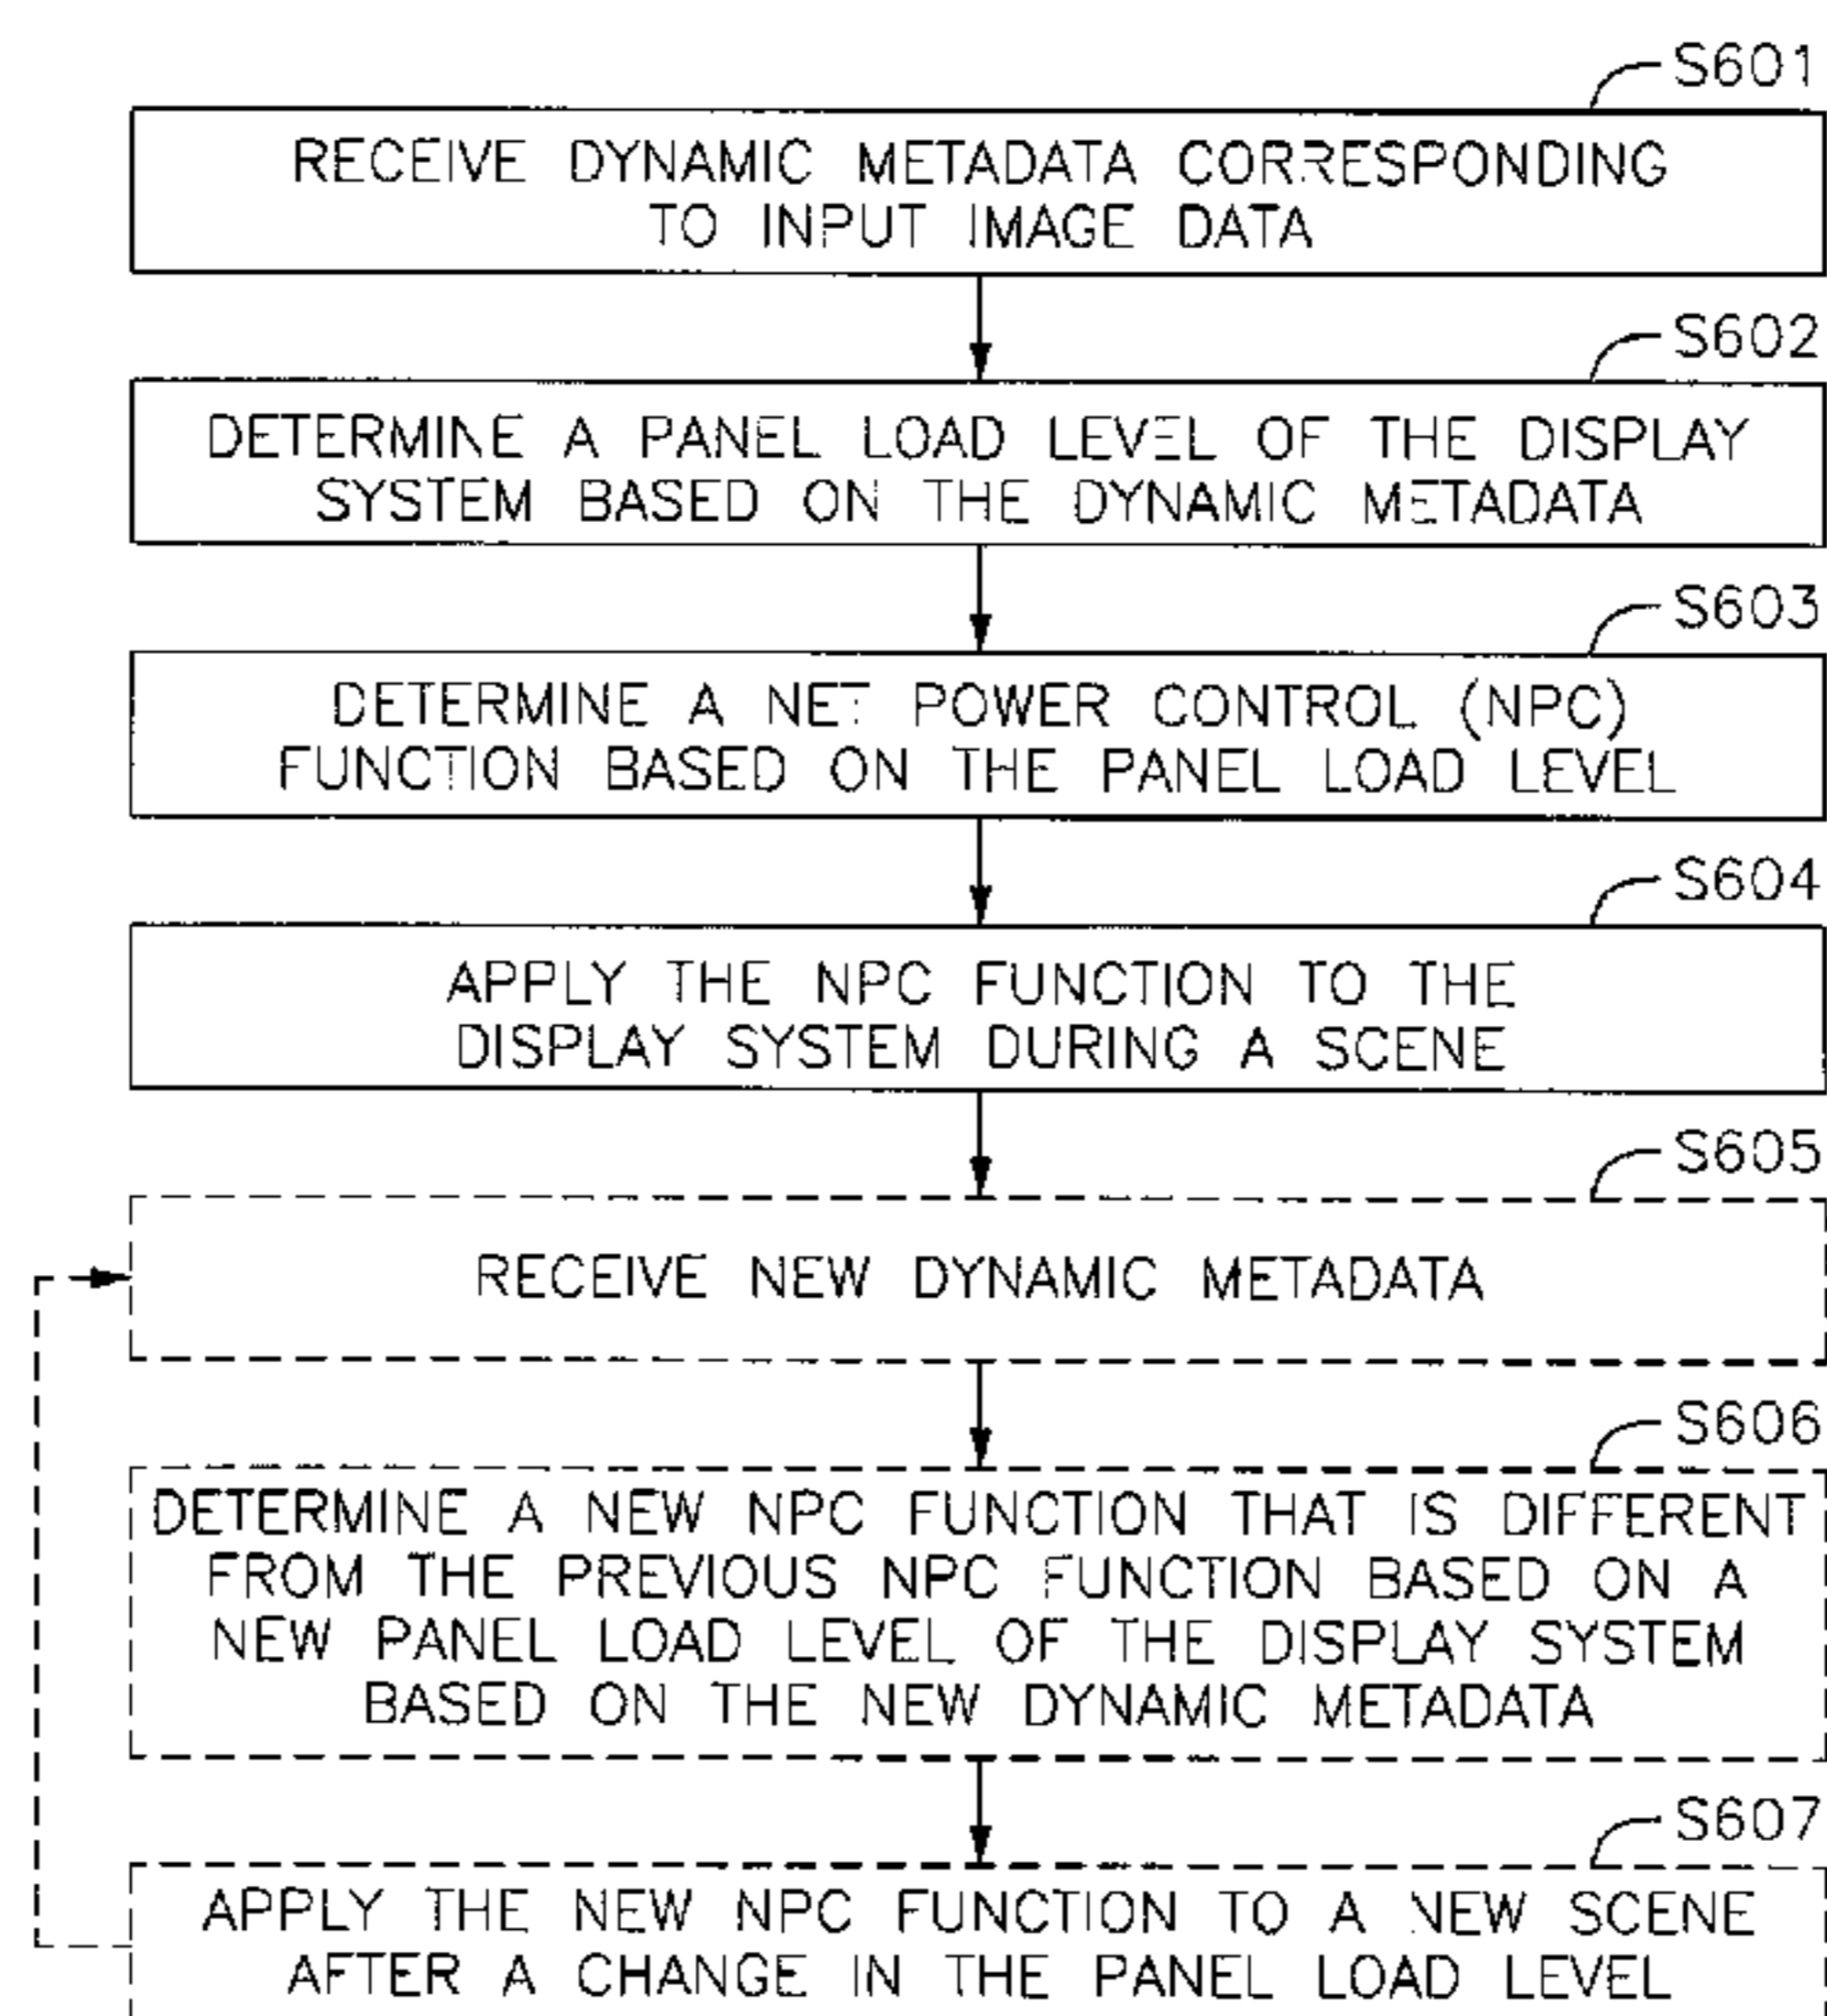 S601
RECEIVE DYNAMIC METADATA CORRESPONDING
TO INPUT IMAGE DATA
S602
DETERMINE A PANEL LOAD LEVEL OF THE DISPLAY
SYSTEM BASED ON THE DYNAMIC METADATA
S603
DETERMINE A NET POWER CONTROL (NPC)
FUNCTION BASED ON THE PANEL LOAD LEVEL
S604
APPLY THE NPC FUNCTION TO THE
DISPLAY SYSTEM DURING A SCENE
S605
RECEIVE NEW DYNAMIC METADATA
S606
DETERMINE A NEW NPC FUNCTION THAT IS DIFFERENT
FROM THE PREVIOUS NPC FUNCTION BASED ON A
NEW PANEL LOAD LEVEL OF THE DISPLAY SYSTEM
BASED ON THE NEW DYNAMIC METADATA
S607
APPLY THE NEW NPC FUNCTION TO A NEW SCENE
AFTER A CHANGE IN THE PANEL LOAD LEVEL